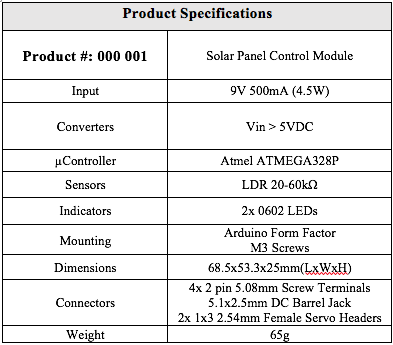 Product Specifications
Product #: 000 001 Solar Panel Control Module
Input 9V 500mA (4.5W)
Converters Vin > 5VDC
µController Atmel ATMEGA328P
Sensors LDR 20-60kΩ
Indicators 2x 0602 LEDs
Mounting Arduino Form Factor
M3 Screws
Dimensions 68.5x53.3x25mm(LxWxH)
Connectors 4x 2 pin 5.08mm Screw Terminals
5.1x2.5mm DC Barrel Jack
2x 1x3 2.54mm Female Servo Headers
Weight 65g